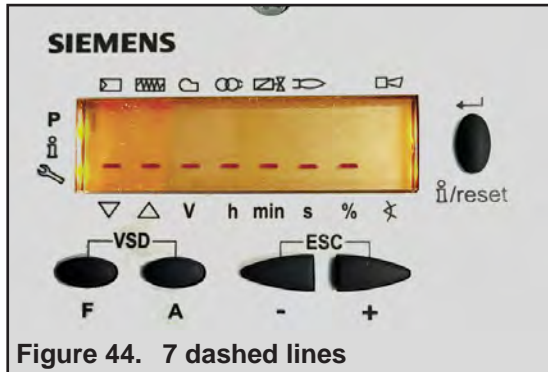 SIEMENS
P
V h min s %
i/reset
VSD ESC
F A - +
Figure 44. 7 dashed lines